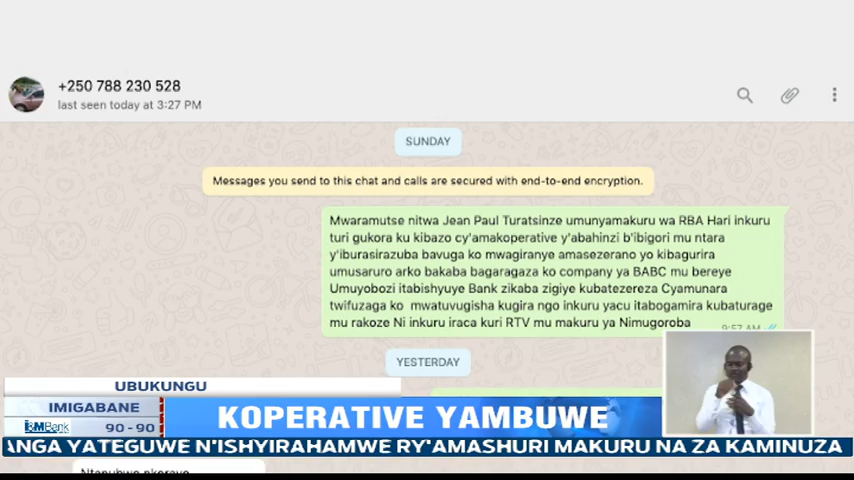 +250 788 230 528
last seen today at 3:27 PM
SUNDAY
Messages you send to this chat and calls are secured with end-to-end encryption.
Mwaramutse nitwa Jean Paul Turatsinze umunyamakuru wa RBA Hari inkuru
turi gukora ku kibazo cy'amakoperative y'abahinzi b'ibigori mu ntara
y'iburasirazuba bavuga ko mwagiranye amasezerano yo kibagurira
umusaruro arko bakaba bagaragaza ko company ya BABC mu bereye
Umuyobozi itabishyuye Bank zikaba zigiye kubatezereza Cyamunara
twifuzaga ko mwatuvugisha kugira ngo inkuru yacu itabogamira kubaturage
mu rakoze Ni inkuru iraca kuri RTV mu makuru ya Nimugoroba
9:57 AM
YESTERDAY
UBUKUNGU
IMIGABANE
I&M Bank 90-90
KOPERATIVE YAMBUWE
ANGA YATEGUWE N'ISHYIRAHAMWE RY'AMASHURI MAKURU NA ZA KAMINUZA